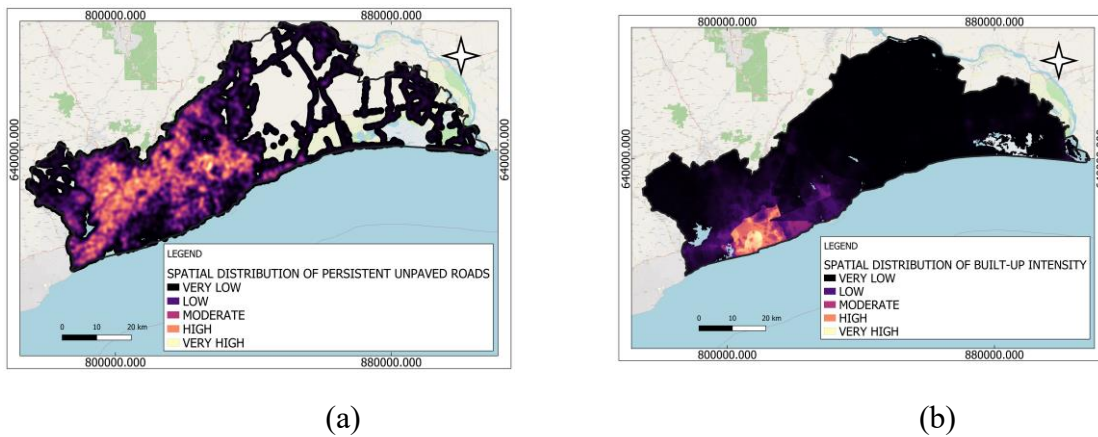 800000.000 880000.000
640000.000 640000.000
LEGEND
SPATIAL DISTRIBUTION OF PERSISTENT UNPAVED ROADS
VERY LOW
LOW
MODERATE
HIGH
VERY HIGH
0 10 20 km
800000.000 880000.000
(a)
800000.000 880000.000
640000.000
LEGEND
SPATIAL DISTRIBUTION OF BUILT-UP INTENSITY
VERY LOW
LOW
MODERATE
HIGH
VERY HIGH
0 10 20 km
800000.000 880000.000
(b)